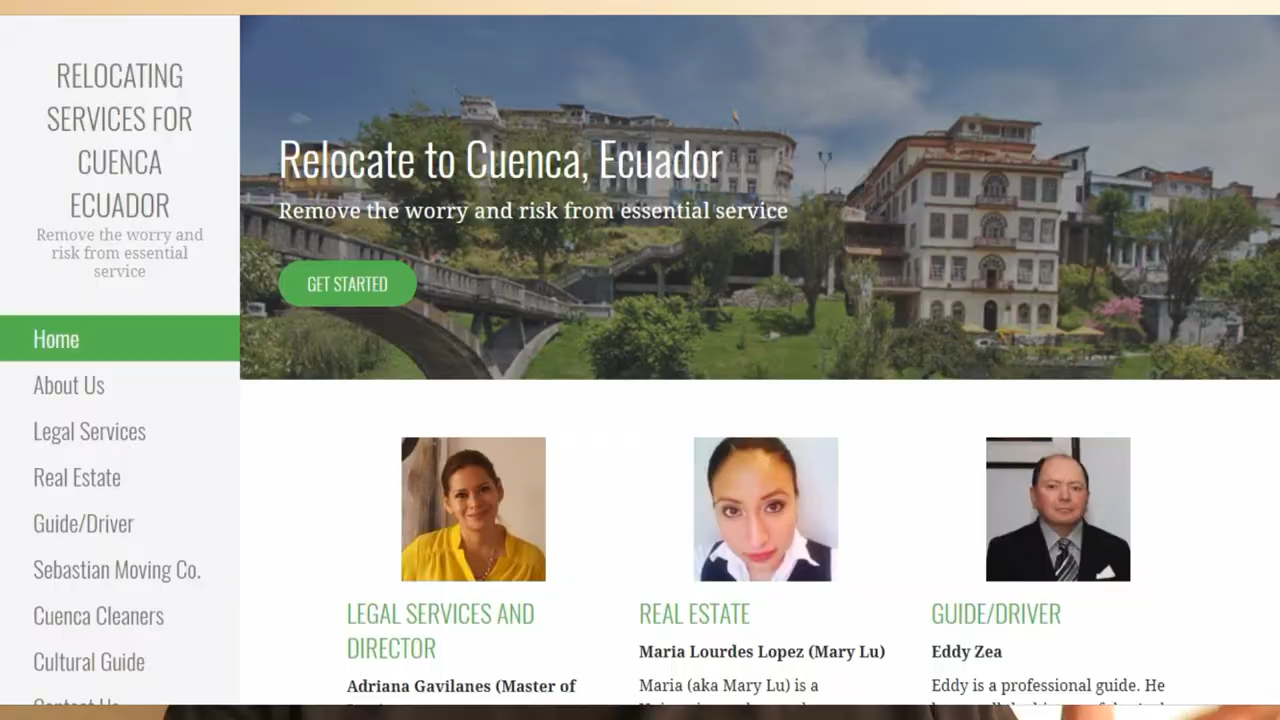 RELOCATING
SERVICES FOR
CUENCA
ECUADOR
Remove the worry and
risk from essential
service
Home
About Us
Legal Services
Real Estate
Guide/Driver
Sebastian Moving Co.
Cuenca Cleaners
Cultural Guide
Contact Us
Relocate to Cuenca, Ecuador
Remove the worry and risk from essential service
GET STARTED
LEGAL SERVICES AND
DIRECTOR
Adriana Gavilanes (Master of
REAL ESTATE
Maria Lourdes Lopez (Mary Lu)
Maria (aka Mary Lu) is a
GUIDE/DRIVER
Eddy Zea
Eddy is a professional guide. He